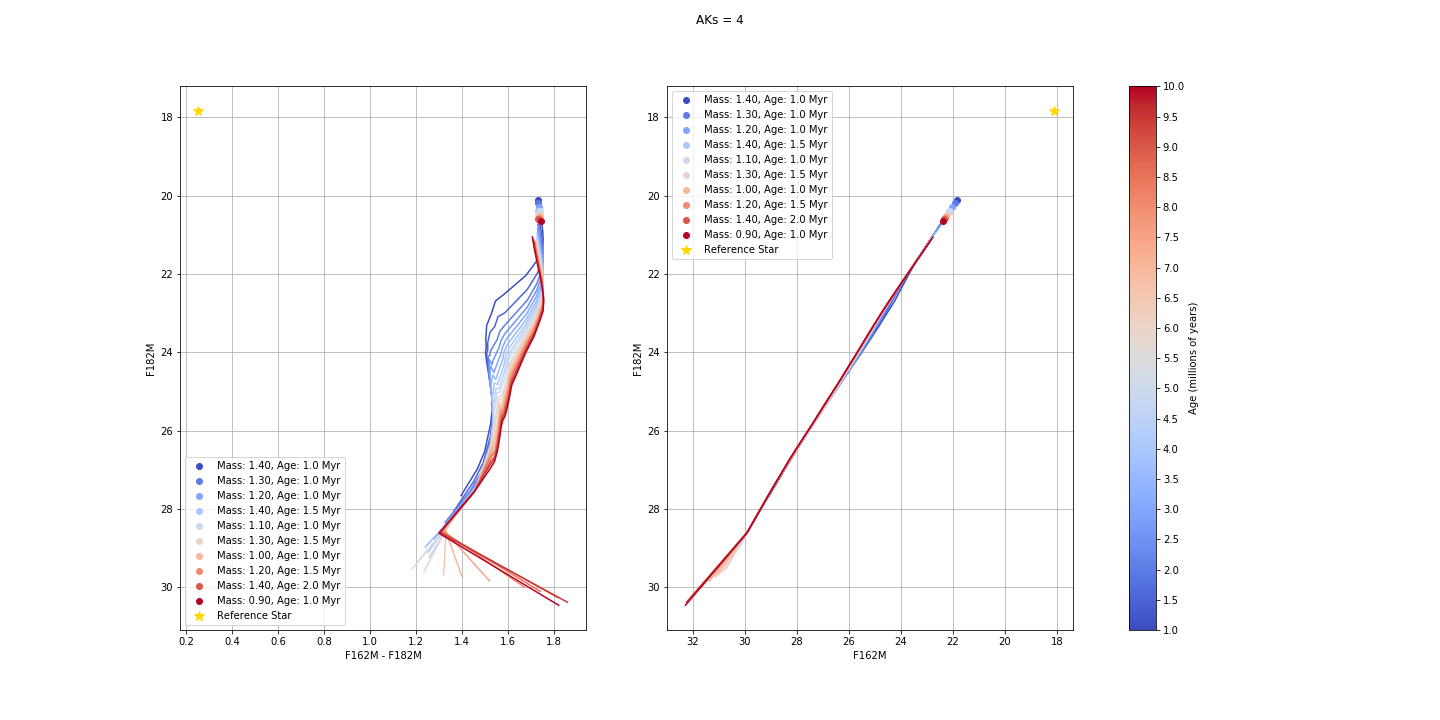 AKs = 4
18
20
22
24
26
28
30
F182M
0.2 0.4 0.6 0.8 1.0 1.2 1.4 1.6 1.8
F162M - F182M
Mass: 1.40, Age: 1.0 Myr
Mass: 1.30, Age: 1.0 Myr
Mass: 1.20, Age: 1.0 Myr
Mass: 1.40, Age: 1.5 Myr
Mass: 1.10, Age: 1.0 Myr
Mass: 1.30, Age: 1.5 Myr
Mass: 1.00, Age: 1.0 Myr
Mass: 1.20, Age: 1.5 Myr
Mass: 1.40, Age: 2.0 Myr
Mass: 0.90, Age: 1.0 Myr
Reference Star
18
20
22
24
26
28
30
F182M
32 30 28 26 24 22 20 18
F162M
Mass: 1.40, Age: 1.0 Myr
Mass: 1.30, Age: 1.0 Myr
Mass: 1.20, Age: 1.0 Myr
Mass: 1.40, Age: 1.5 Myr
Mass: 1.10, Age: 1.0 Myr
Mass: 1.30, Age: 1.5 Myr
Mass: 1.00, Age: 1.0 Myr
Mass: 1.20, Age: 1.5 Myr
Mass: 1.40, Age: 2.0 Myr
Mass: 0.90, Age: 1.0 Myr
Reference Star
10.0
9.5
9.0
8.5
8.0
7.5
7.0
6.5
6.0
5.5
5.0
4.5
4.0
3.5
3.0
2.5
2.0
1.5
1.0
Age (millions of years)